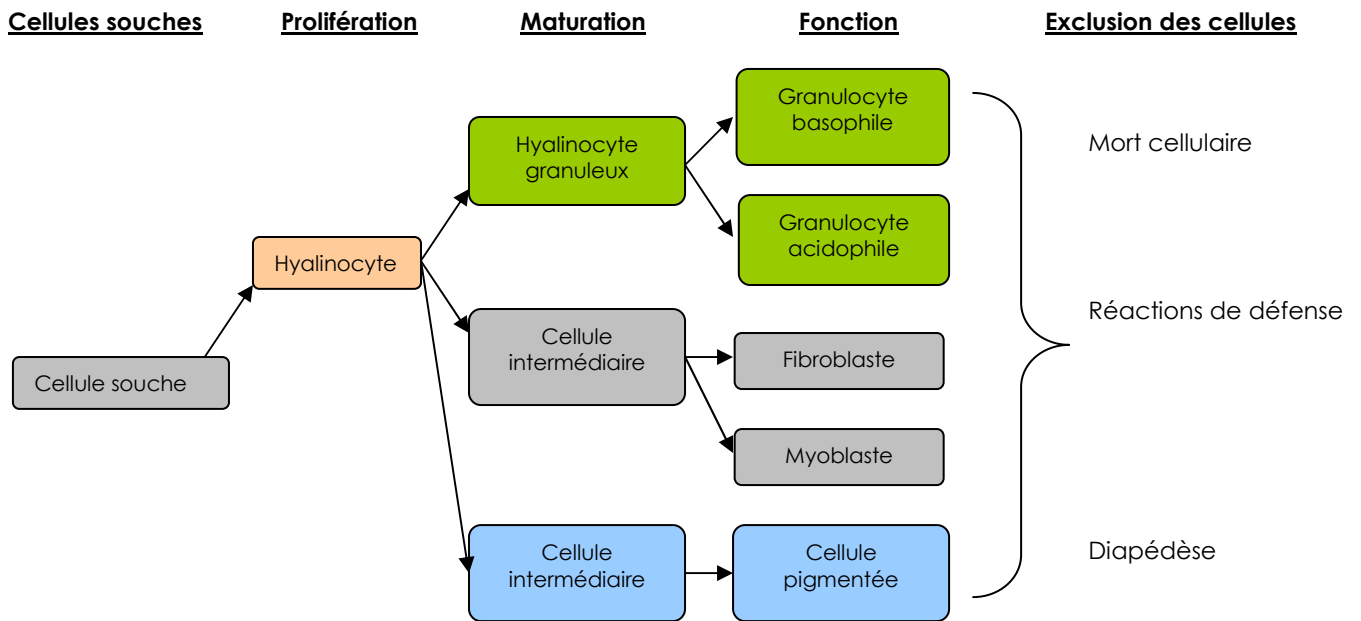 Cellules souches
Prolifération
Maturation
Fonction
Exclusion des cellules
Cellule souche
Hyalinocyte
Hyalinocyte
granuleux
Cellule
intermédiaire
Cellule
intermédiaire
Granulocyte
basophile
Granulocyte
acidophile
Fibroblaste
Myoblaste
Cellule
pigmentée
Mort cellulaire
Réactions de défense
Diapédèse